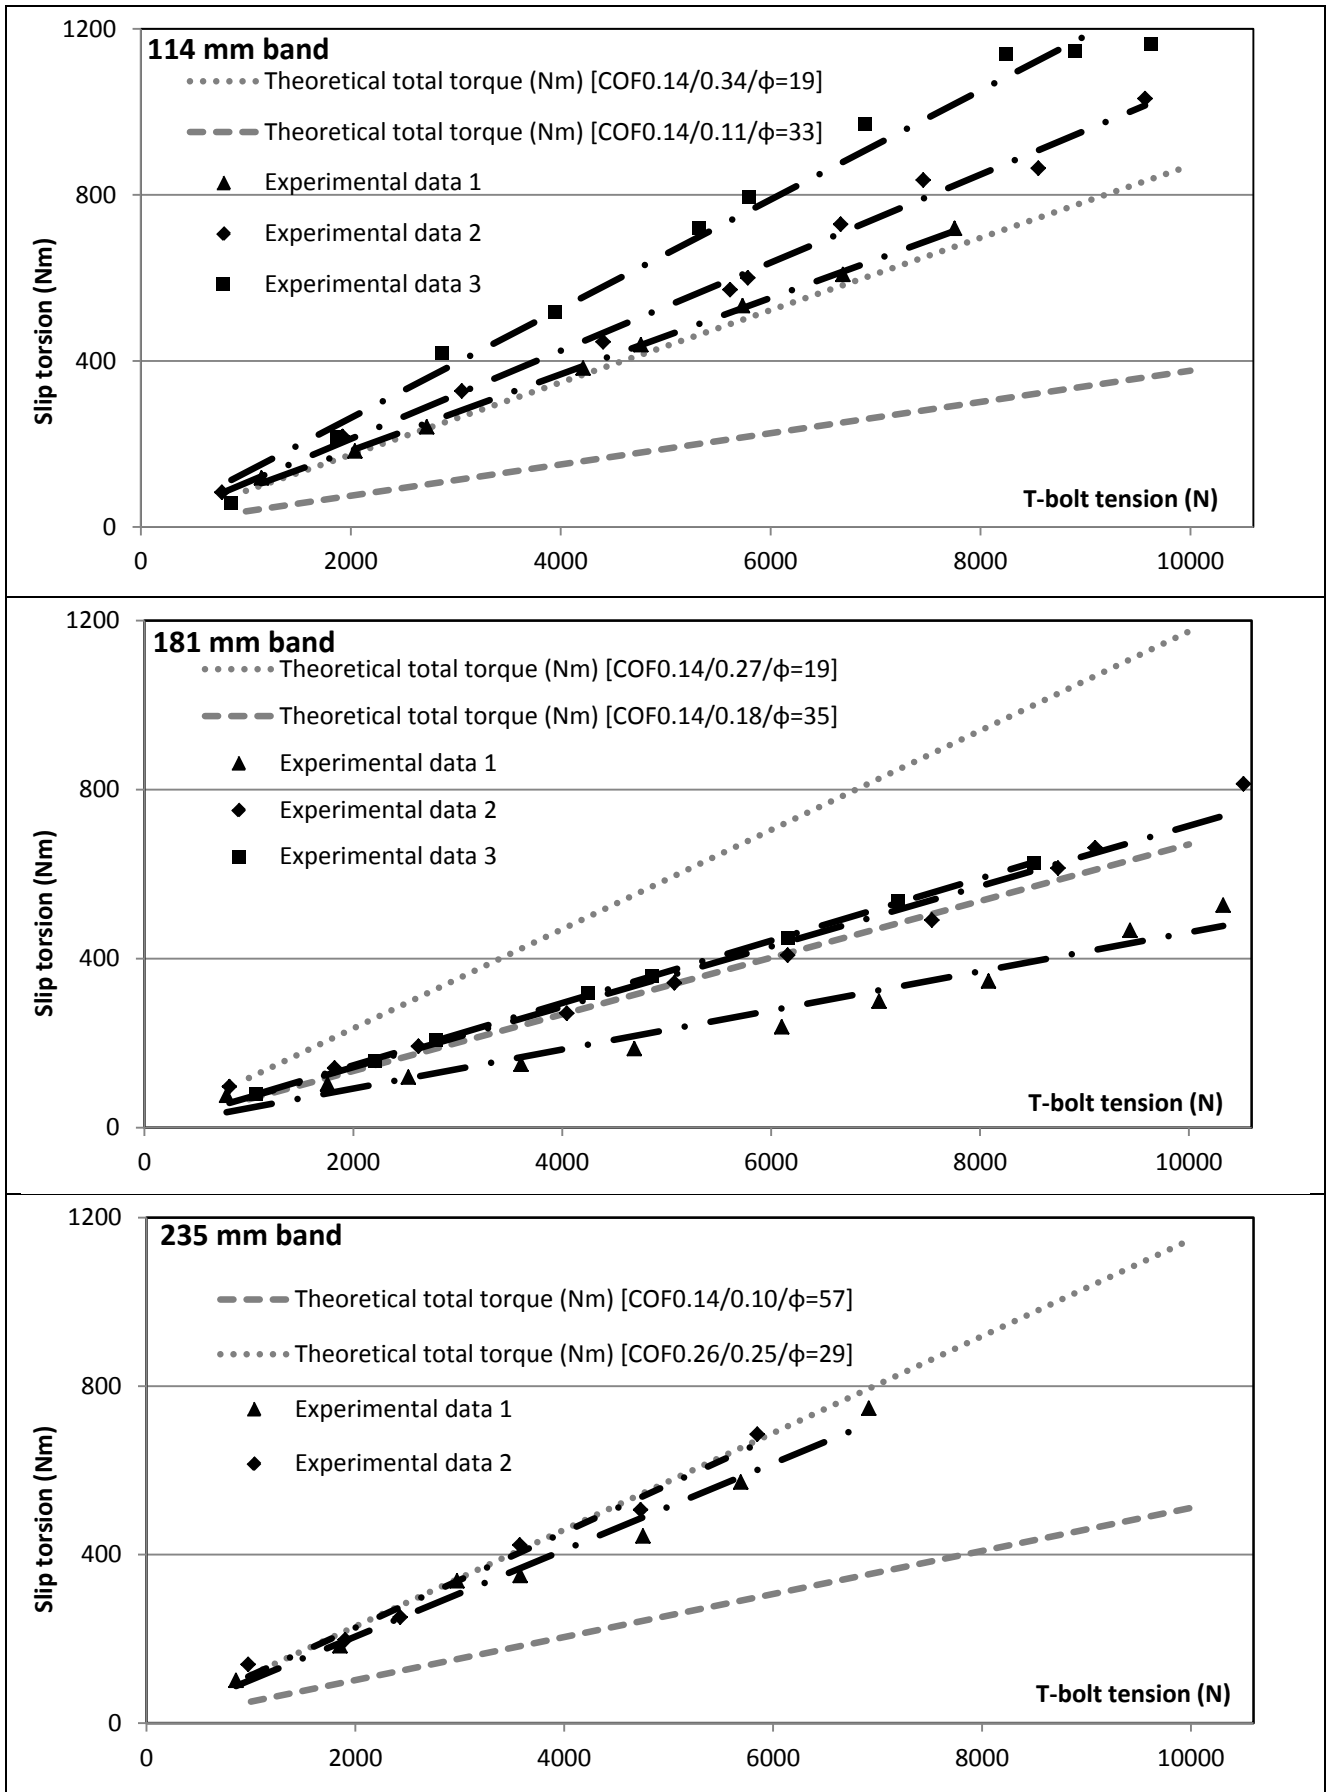 114 mm band
Theoretical total torque (Nm) [COF0.14/0.34/ϕ=19]
Theoretical total torque (Nm) [COF0.14/0.11/ϕ=33]
Experimental data 1
Experimental data 2
Experimental data 3
Slip torsion (Nm)
1200
800
400
0
T-bolt tension (N)
0 2000 4000 6000 8000 10000
181 mm band
Theoretical total torque (Nm) [COF0.14/0.27/ϕ=19]
Theoretical total torque (Nm) [COF0.14/0.18/ϕ=35]
Experimental data 1
Experimental data 2
Experimental data 3
Slip torsion (Nm)
1200
800
400
0
T-bolt tension (N)
0 2000 4000 6000 8000 10000
235 mm band
Theoretical total torque (Nm) [COF0.14/0.10/ϕ=57]
Theoretical total torque (Nm) [COF0.26/0.25/ϕ=29]
Experimental data 1
Experimental data 2
Slip torsion (Nm)
1200
800
400
0
T-bolt tension (N)
0 2000 4000 6000 8000 10000